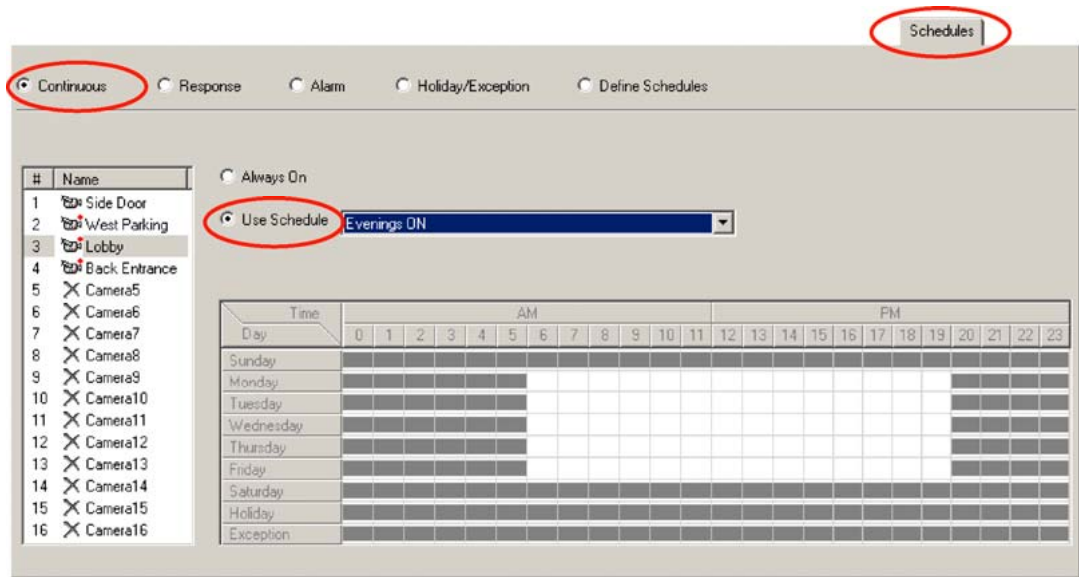 Schedules
Continuous Response Alarm Holiday/Exception Define Schedules
# Name
1 Side Door
2 West Parking
3 Lobby
4 Back Entrance
5 Camera5
6 Camera6
7 Camera7
8 Camera8
9 Camera9
10 Camera10
11 Camera11
12 Camera12
13 Camera13
14 Camera14
15 Camera15
16 Camera16
Always On
Use Schedule Evenings ON
Time AM PM
Day 0 1 2 3 4 5 6 7 8 9 10 11 12 13 14 15 16 17 18 19 20 21 22 23
Sunday
Monday
Tuesday
Wednesday
Thursday
Friday
Saturday
Holiday
Exception